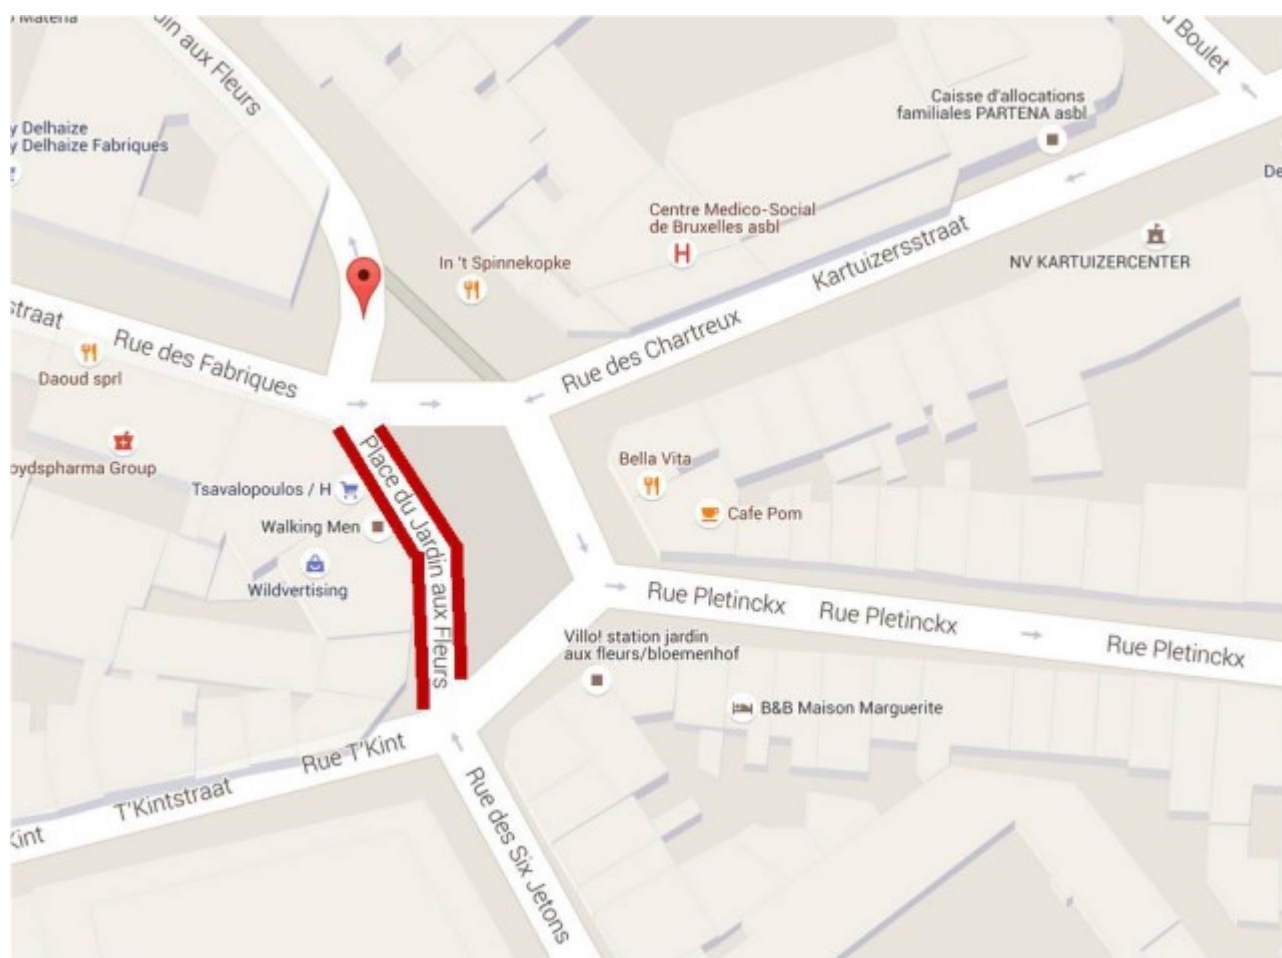 Materia
din aux Fleurs
u Boulet
Caisse d'allocations
familiales PARTENA asbl
y Delhaize
y Delhaize Fabriques
De
Centre Medico-Social
de Bruxelles asbl
H
Kartuizersstraat
NV KARTUIZERCENTER
In 't Spinnekopke
straat
Rue des Fabriques
Rue des Chartreux
Daoud sprl
oydspharma Group
Place du Jardin aux Fleurs
Tsavalopoulos / H
Walking Men
Wildvertising
Bella Vita
Cafe Pom
Rue Pletinckx
Rue Pletinckx
Rue Pletinckx
Villo! station jardin
aux fleurs/bloemenhof
B&B Maison Marguerite
Rue T'Kint
T'Kintstraat
Kint
Rue des Six Jetons